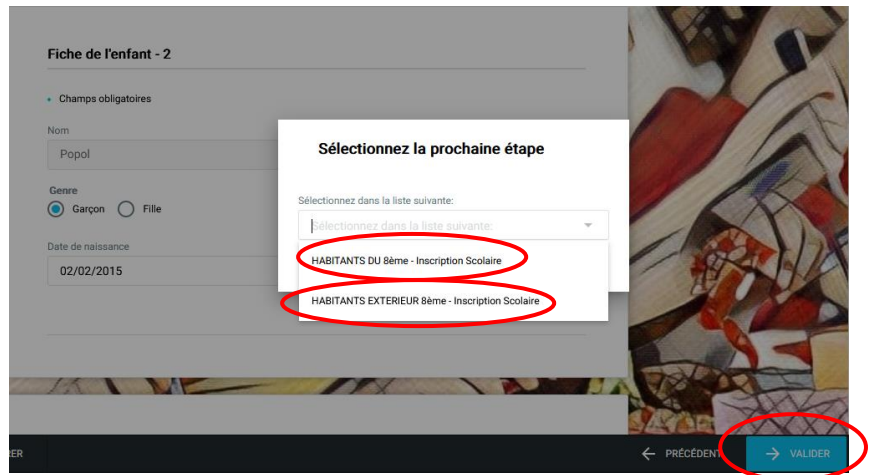 Fiche de l'enfant - 2
Champs obligatoires
Nom
Popol
Genre
Garçon Fille
Date de naissance
02/02/2015
Sélectionnez la prochaine étape
Sélectionnez dans la liste suivante:
Sélectionnez dans la liste suivante:
HABITANTS DU 8ème - Inscription Scolaire
HABITANTS EXTERIEUR 8ème - Inscription Scolaire
PRÉCÉDENT VALIDER